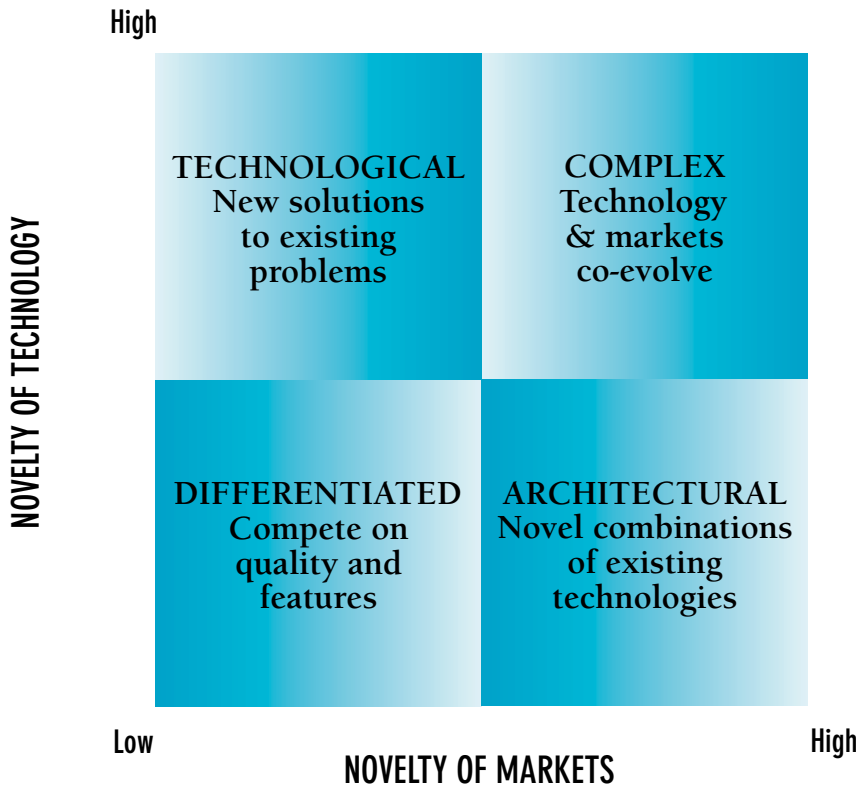 High
NOVELTY OF TECHNOLOGY
TECHNOLOGICAL
New solutions
to existing
problems
COMPLEX
Technology
& markets
co-evolve
DIFFERENTIATED
Compete on
quality and
features
ARCHITECTURAL
Novel combinations
of existing
technologies
Low
High
NOVELTY OF MARKETS